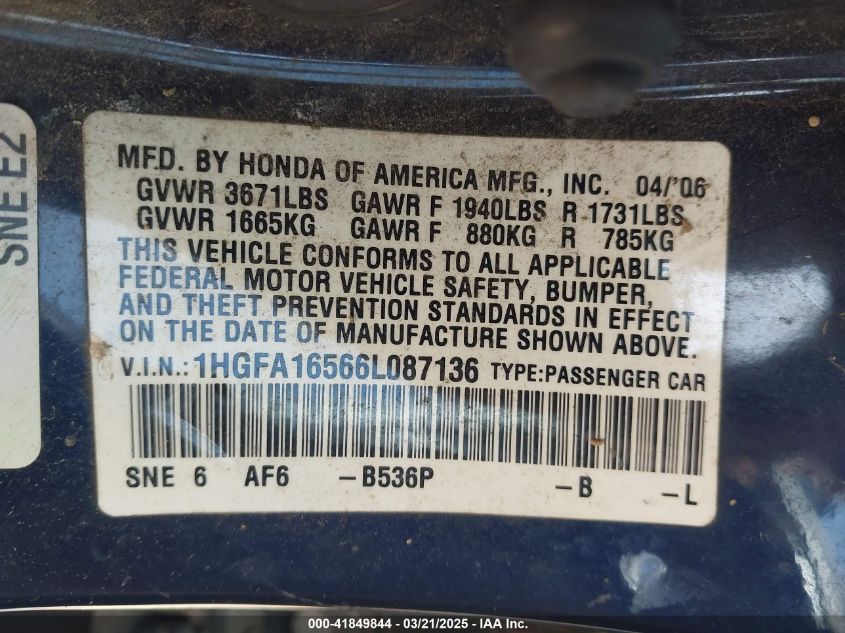 SNE E2
MFD. BY HONDA OF AMERICA MFG., INC. 04/'06
GVWR 3671LBS GAWR F 1940LBS R 1731LBS
GVWR 1665KG GAWR F 880KG R 785KG
THIS VEHICLE CONFORMS TO ALL APPLICABLE
FEDERAL MOTOR VEHICLE SAFETY, BUMPER,
AND THEFT PREVENTION STANDARDS IN EFFECT
ON THE DATE OF MANUFACTURE SHOWN ABOVE.
V.I.N.: 1HGFA16566L087136 TYPE:PASSENGER CAR
SNE 6 AF6 -B536P -B -L
000-41849844 - 03/21/2025 - IAA Inc.